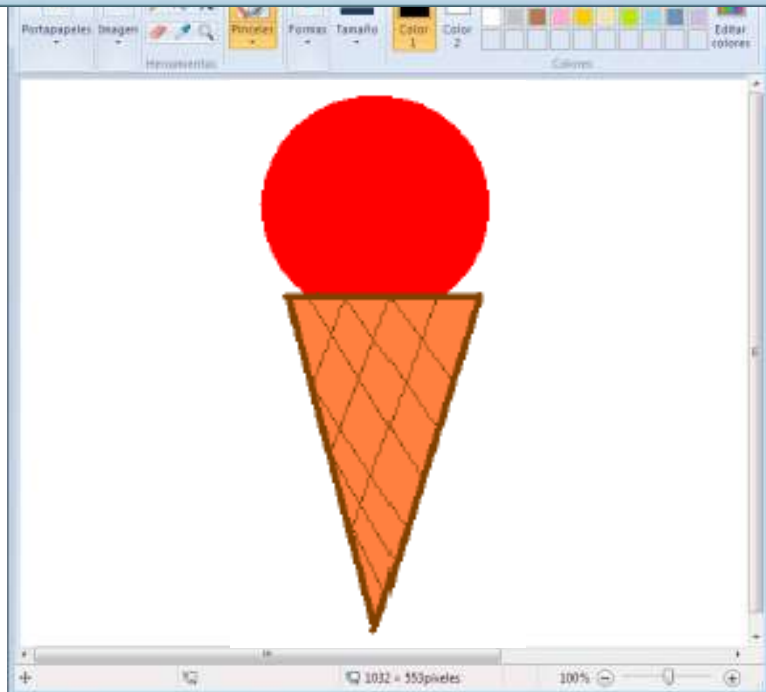 Portapapeles Imagen Pinceles Formas Tamaño Color 1 Color 2 Editar colores
Herramientas Colores
1032 × 553píxeles 100%